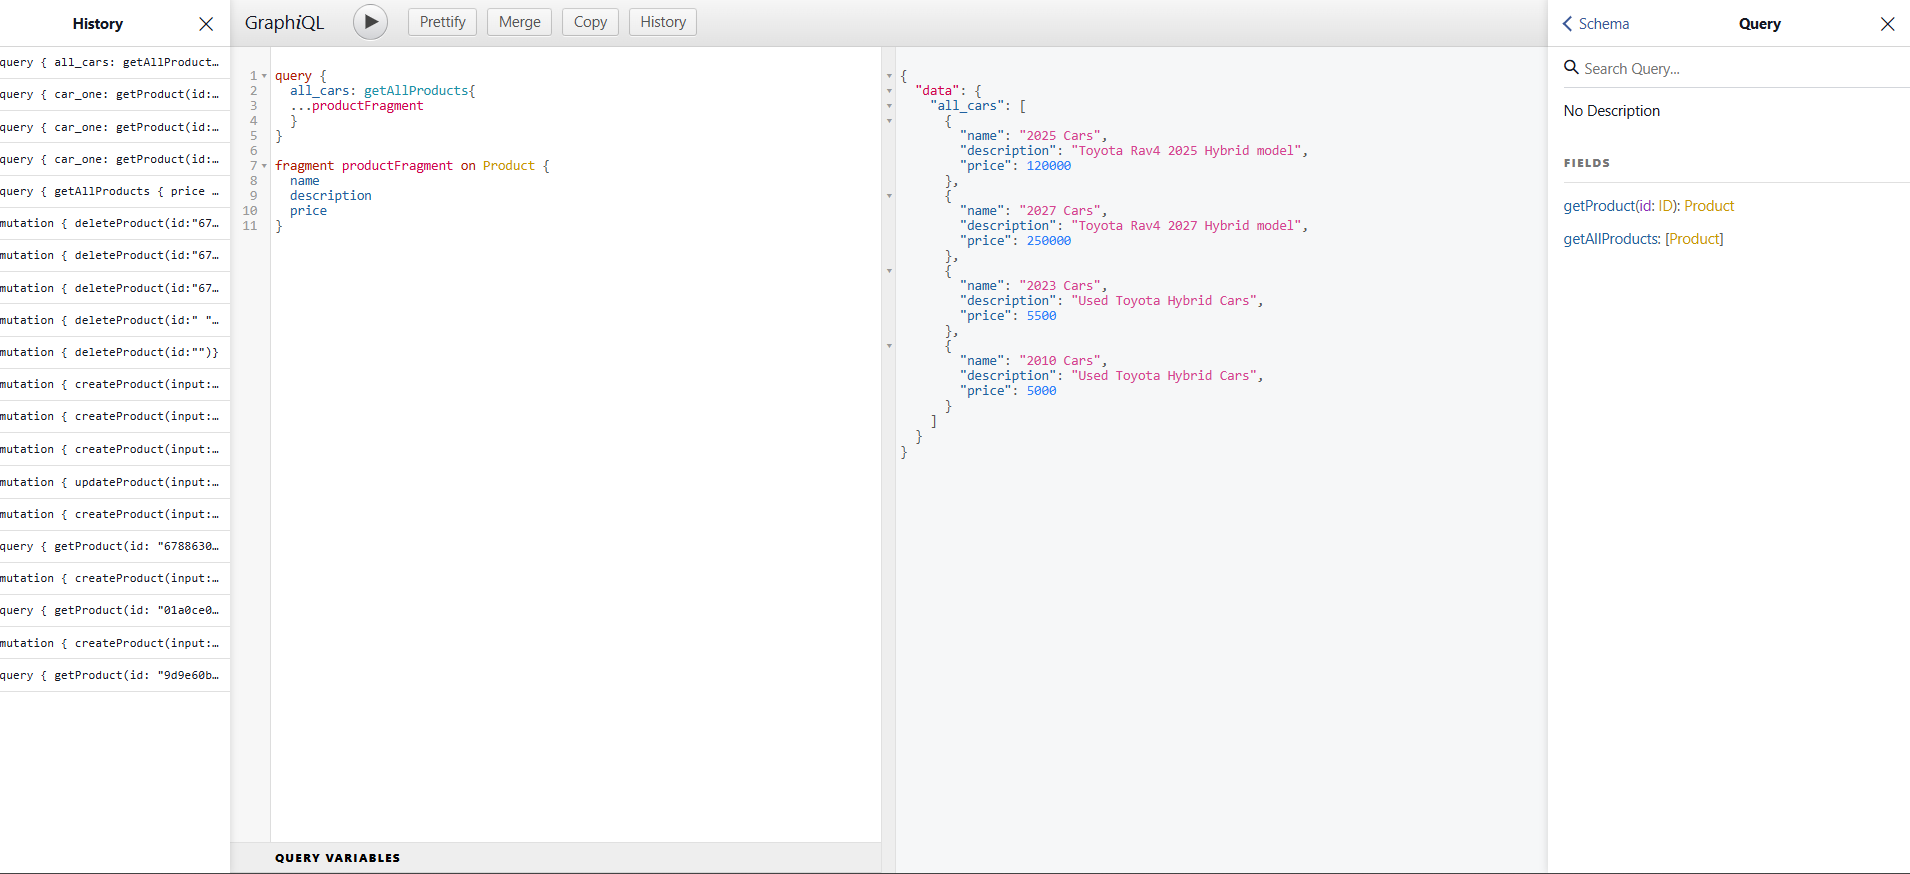 History
query { all_cars: getAllProduct…
query { car_one: getProduct(id:…
query { car_one: getProduct(id:…
query { car_one: getProduct(id:…
query { getAllProducts { price …
mutation { deleteProduct(id:"67…
mutation { deleteProduct(id:"67…
mutation { deleteProduct(id:"67…
mutation { deleteProduct(id:" "…
mutation { deleteProduct(id:"")}
mutation { createProduct(input:…
mutation { createProduct(input:…
mutation { createProduct(input:…
mutation { updateProduct(input:…
mutation { createProduct(input:…
query { getProduct(id: "6788630…
mutation { createProduct(input:…
query { getProduct(id: "01a0ce0…
mutation { createProduct(input:…
query { getProduct(id: "9d9e60b…
GraphiQL
Prettify
Merge
Copy
History
1 query {
2 all_cars: getAllProducts{
3 ...productFragment
4 }
5 }
6
7 fragment productFragment on Product {
8 name
9 description
10 price
11 }
QUERY VARIABLES
{
"data": {
"all_cars": [
{
"name": "2025 Cars",
"description": "Toyota Rav4 2025 Hybrid model",
"price": 120000
},
{
"name": "2027 Cars",
"description": "Toyota Rav4 2027 Hybrid model",
"price": 250000
},
{
"name": "2023 Cars",
"description": "Used Toyota Hybrid Cars",
"price": 5500
},
{
"name": "2010 Cars",
"description": "Used Toyota Hybrid Cars",
"price": 5000
}
]
}
}
Schema
Query
Search Query...
No Description
FIELDS
getProduct(id: ID): Product
getAllProducts: [Product]